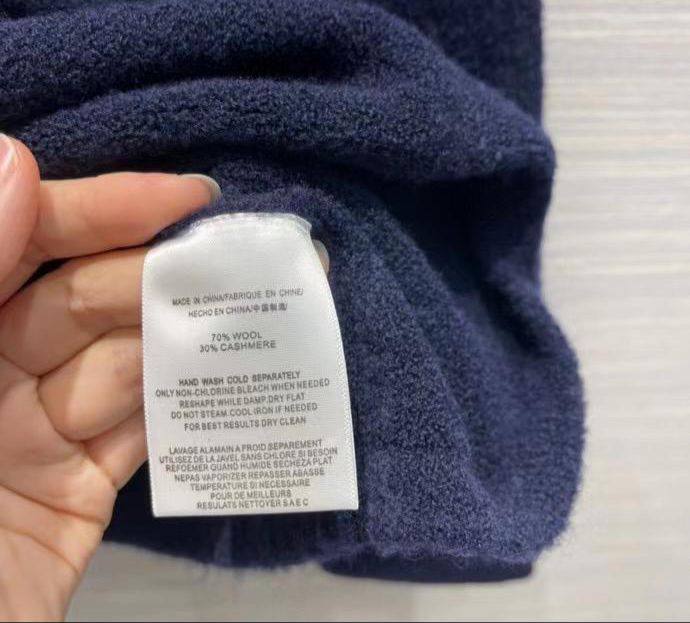 MADE IN CHINA/FABRIQUE EN CHINE/
HECHO EN CHINA/中国制造/
70% WOOL
30% CASHMERE
HAND WASH COLD SEPARATELY
ONLY NON-CHLORINE BLEACH WHEN NEEDED
RESHAPE WHILE DAMP.DRY FLAT
DO NOT STEAM.COOL IRON IF NEEDED
FOR BEST RESULTS DRY CLEAN
LAVAGE ALAMAIN A FROID SEPAREMENT
UTILISEZ DE LA JAVEL SANS CHLORE SI BESOIN
REFOEMER QUAND HUMIDE SECHEZA PLAT
NEPAS VAPORIZER REPASSER ABASSE
TEMPERATURE SI NECESSAIRE
POUR DE MEILLEURS
RESULATS NETTOYER S A E C